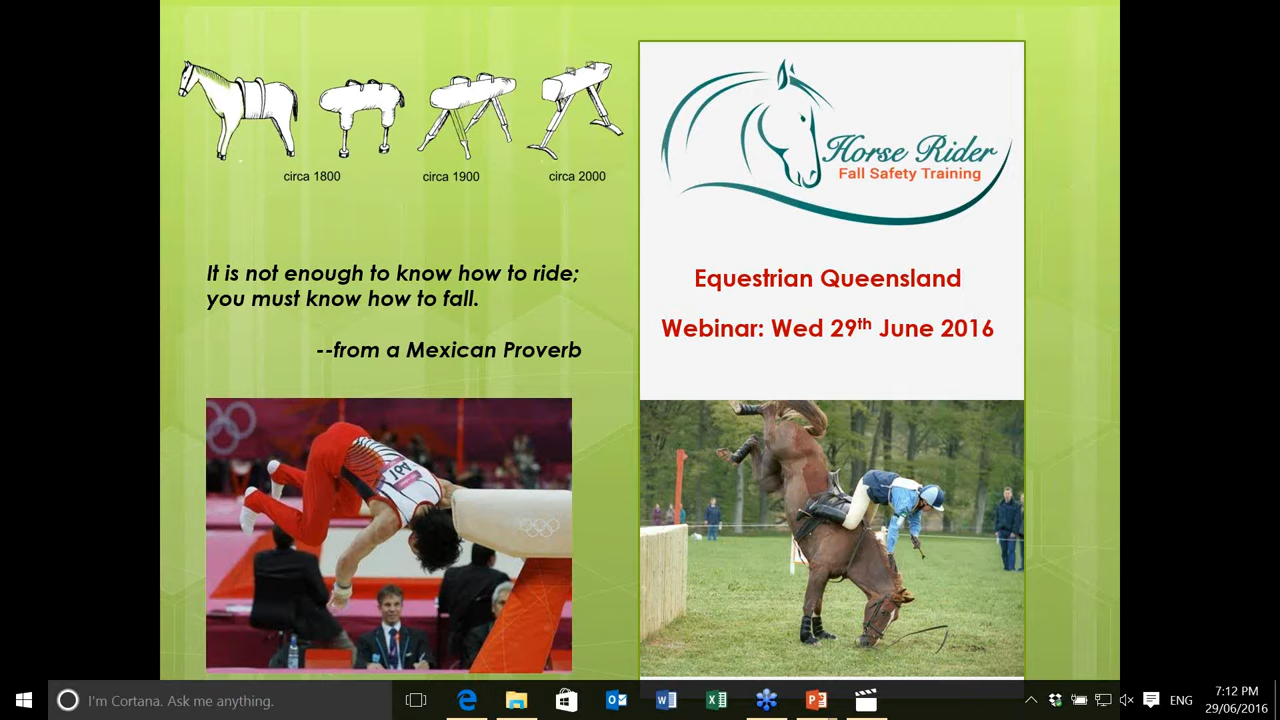 circa 1800
circa 1900
circa 2000
It is not enough to know how to ride;
you must know how to fall.
--from a Mexican Proverb
Horse Rider
Fall Safety Training
Equestrian Queensland
Webinar: Wed 29th June 2016
JPN
I'm Cortana. Ask me anything.
ENG
7:12 PM
29/06/2016